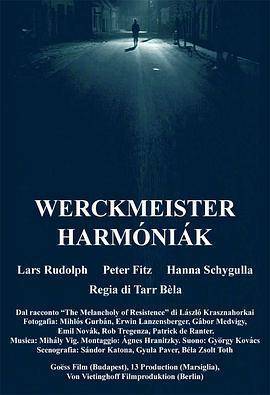 WERCKMEISTER
HARMÓNIÁK
Lars Rudolph Peter Fitz Hanna Schygulla
Regia di Tarr Bèla
Dal racconto “The Melancholy of Resistence” di László Krasznahorkai
Fotografia: Mihlós Gurbán, Erwin Lanzensberger, Gábor Medvigy,
Emil Novák, Rob Tregenza, Patrick de Ranter.
Musica: Mihály Vig. Montaggio: Ágnes Hranitzky. Suono: György Kovács
Scenografia: Sándor Katona, Gyula Paver, Béla Zsolt Toth
Goëss Film (Budapest), 13 Production (Marsiglia),
Von Vietinghoff Filmproduktion (Berlin)